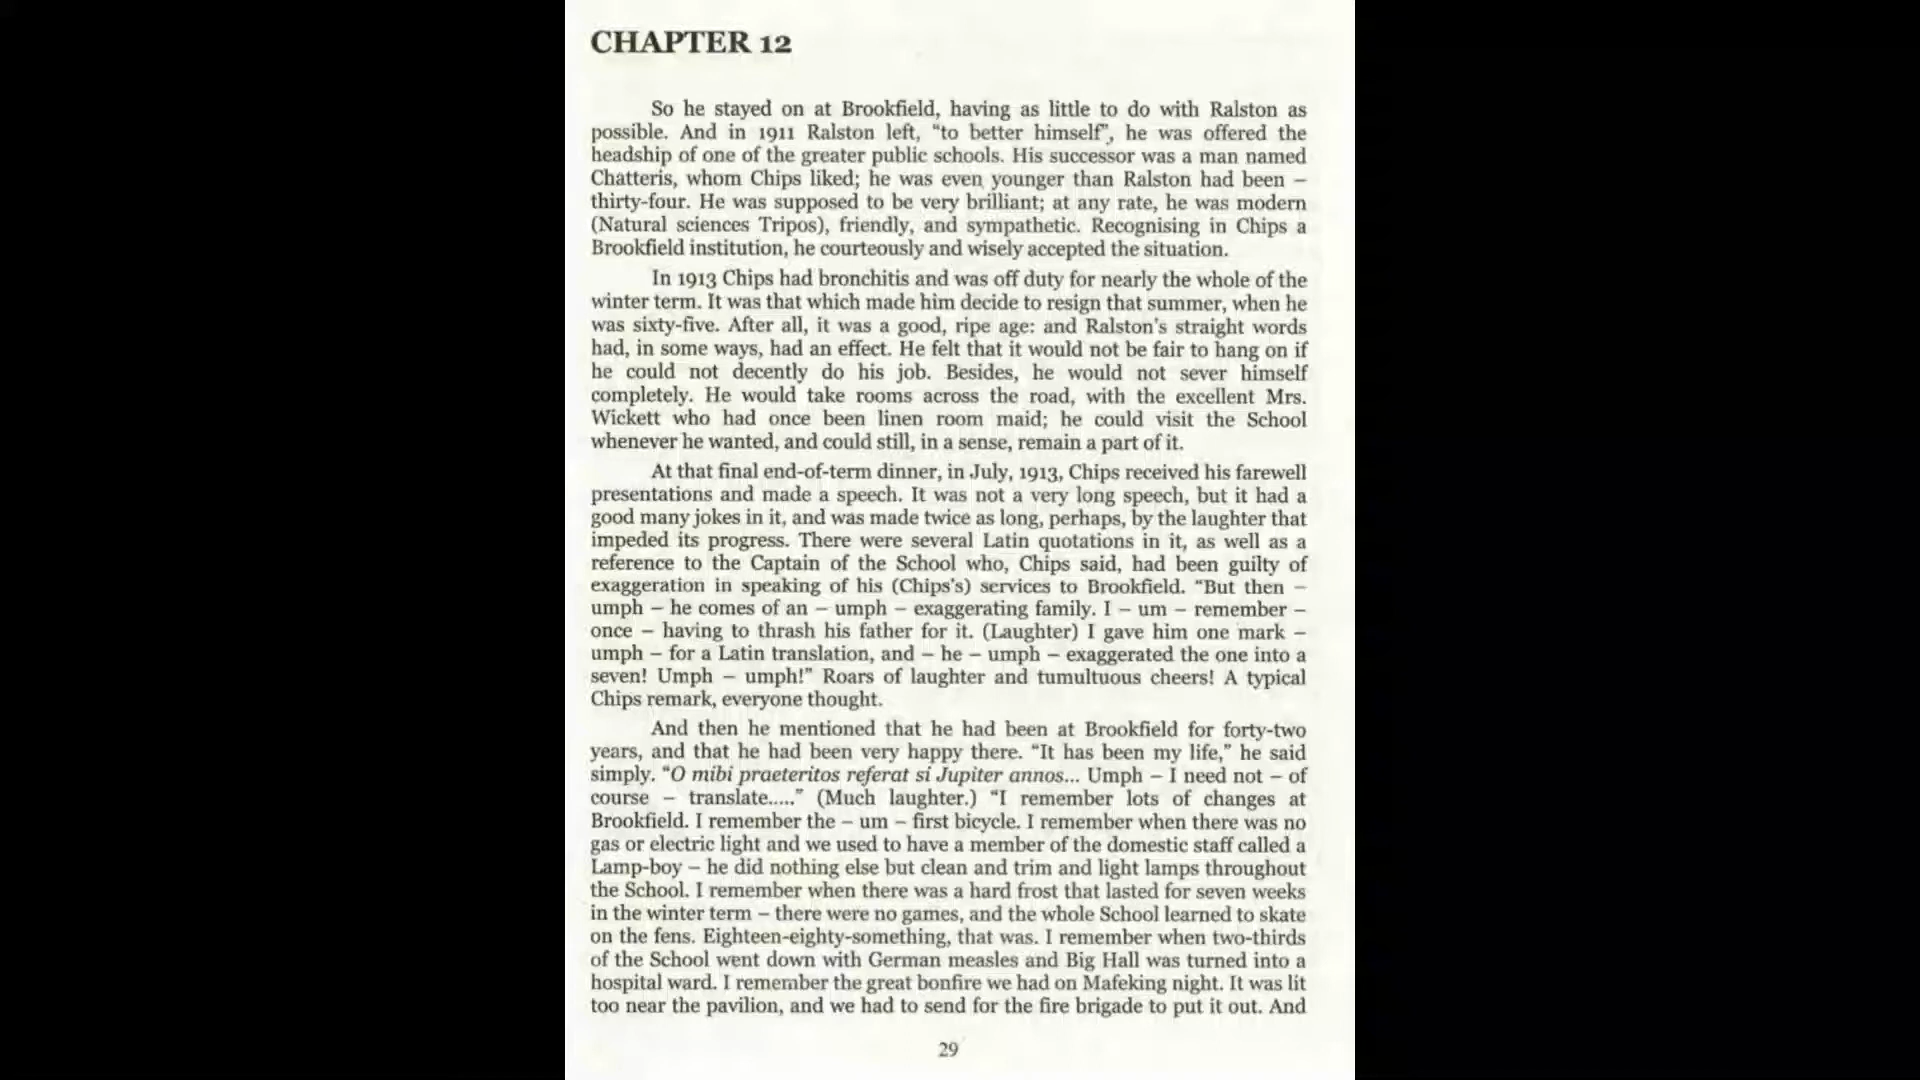 CHAPTER 12
So he stayed on at Brookfield, having as little to do with Ralston as
possible. And in 1911 Ralston left, "to better himself", he was offered the
headship of one of the greater public schools. His successor was a man named
Chatteris, whom Chips liked; he was even younger than Ralston had been –
thirty-four. He was supposed to be very brilliant; at any rate, he was modern
(Natural sciences Tripos), friendly, and sympathetic. Recognising in Chips a
Brookfield institution, he courteously and wisely accepted the situation.
In 1913 Chips had bronchitis and was off duty for nearly the whole of the
winter term. It was that which made him decide to resign that summer, when he
was sixty-five. After all, it was a good, ripe age: and Ralston's straight words
had, in some ways, had an effect. He felt that it would not be fair to hang on if
he could not decently do his job. Besides, he would not sever himself
completely. He would take rooms across the road, with the excellent Mrs.
Wickett who had once been linen room maid; he could visit the School
whenever he wanted, and could still, in a sense, remain a part of it.
At that final end-of-term dinner, in July, 1913, Chips received his farewell
presentations and made a speech. It was not a very long speech, but it had a
good many jokes in it, and was made twice as long, perhaps, by the laughter that
impeded its progress. There were several Latin quotations in it, as well as a
reference to the Captain of the School who, Chips said, had been guilty of
exaggeration in speaking of his (Chips's) services to Brookfield. "But then –
umph – he comes of an – umph – exaggerating family. I – um – remember –
once – having to thrash his father for it. (Laughter) I gave him one mark –
umph – for a Latin translation, and – he – umph – exaggerated the one into a
seven! Umph – umph!" Roars of laughter and tumultuous cheers! A typical
Chips remark, everyone thought.
And then he mentioned that he had been at Brookfield for forty-two
years, and that he had been very happy there. "It has been my life," he said
simply. "O mibi praeteritos referat si Jupiter annos... Umph – I need not – of
course – translate....." (Much laughter.) "I remember lots of changes at
Brookfield. I remember the – um – first bicycle. I remember when there was no
gas or electric light and we used to have a member of the domestic staff called a
Lamp-boy – he did nothing else but clean and trim and light lamps throughout
the School. I remember when there was a hard frost that lasted for seven weeks
in the winter term – there were no games, and the whole School learned to skate
on the fens. Eighteen-eighty-something, that was. I remember when two-thirds
of the School went down with German measles and Big Hall was turned into a
hospital ward. I remember the great bonfire we had on Mafeking night. It was lit
too near the pavilion, and we had to send for the fire brigade to put it out. And
29